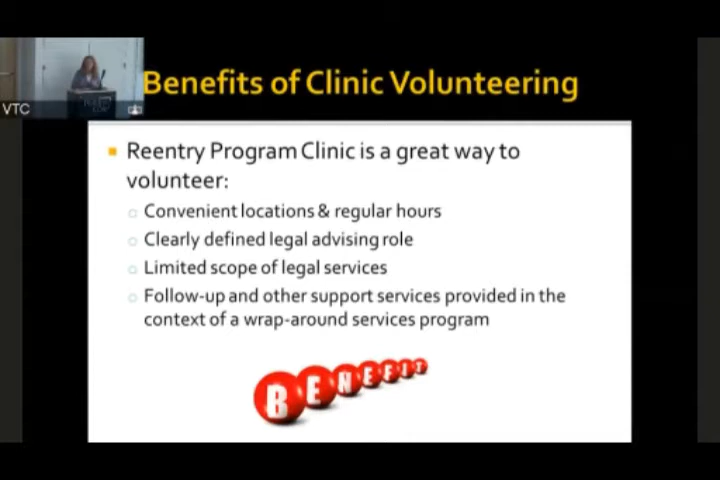 Benefits of Clinic Volunteering
VTC
Reentry Program Clinic is a great way to
volunteer:
Convenient locations & regular hours
Clearly defined legal advising role
Limited scope of legal services
Follow-up and other support services provided in the
context of a wrap-around services program
BENEFIT